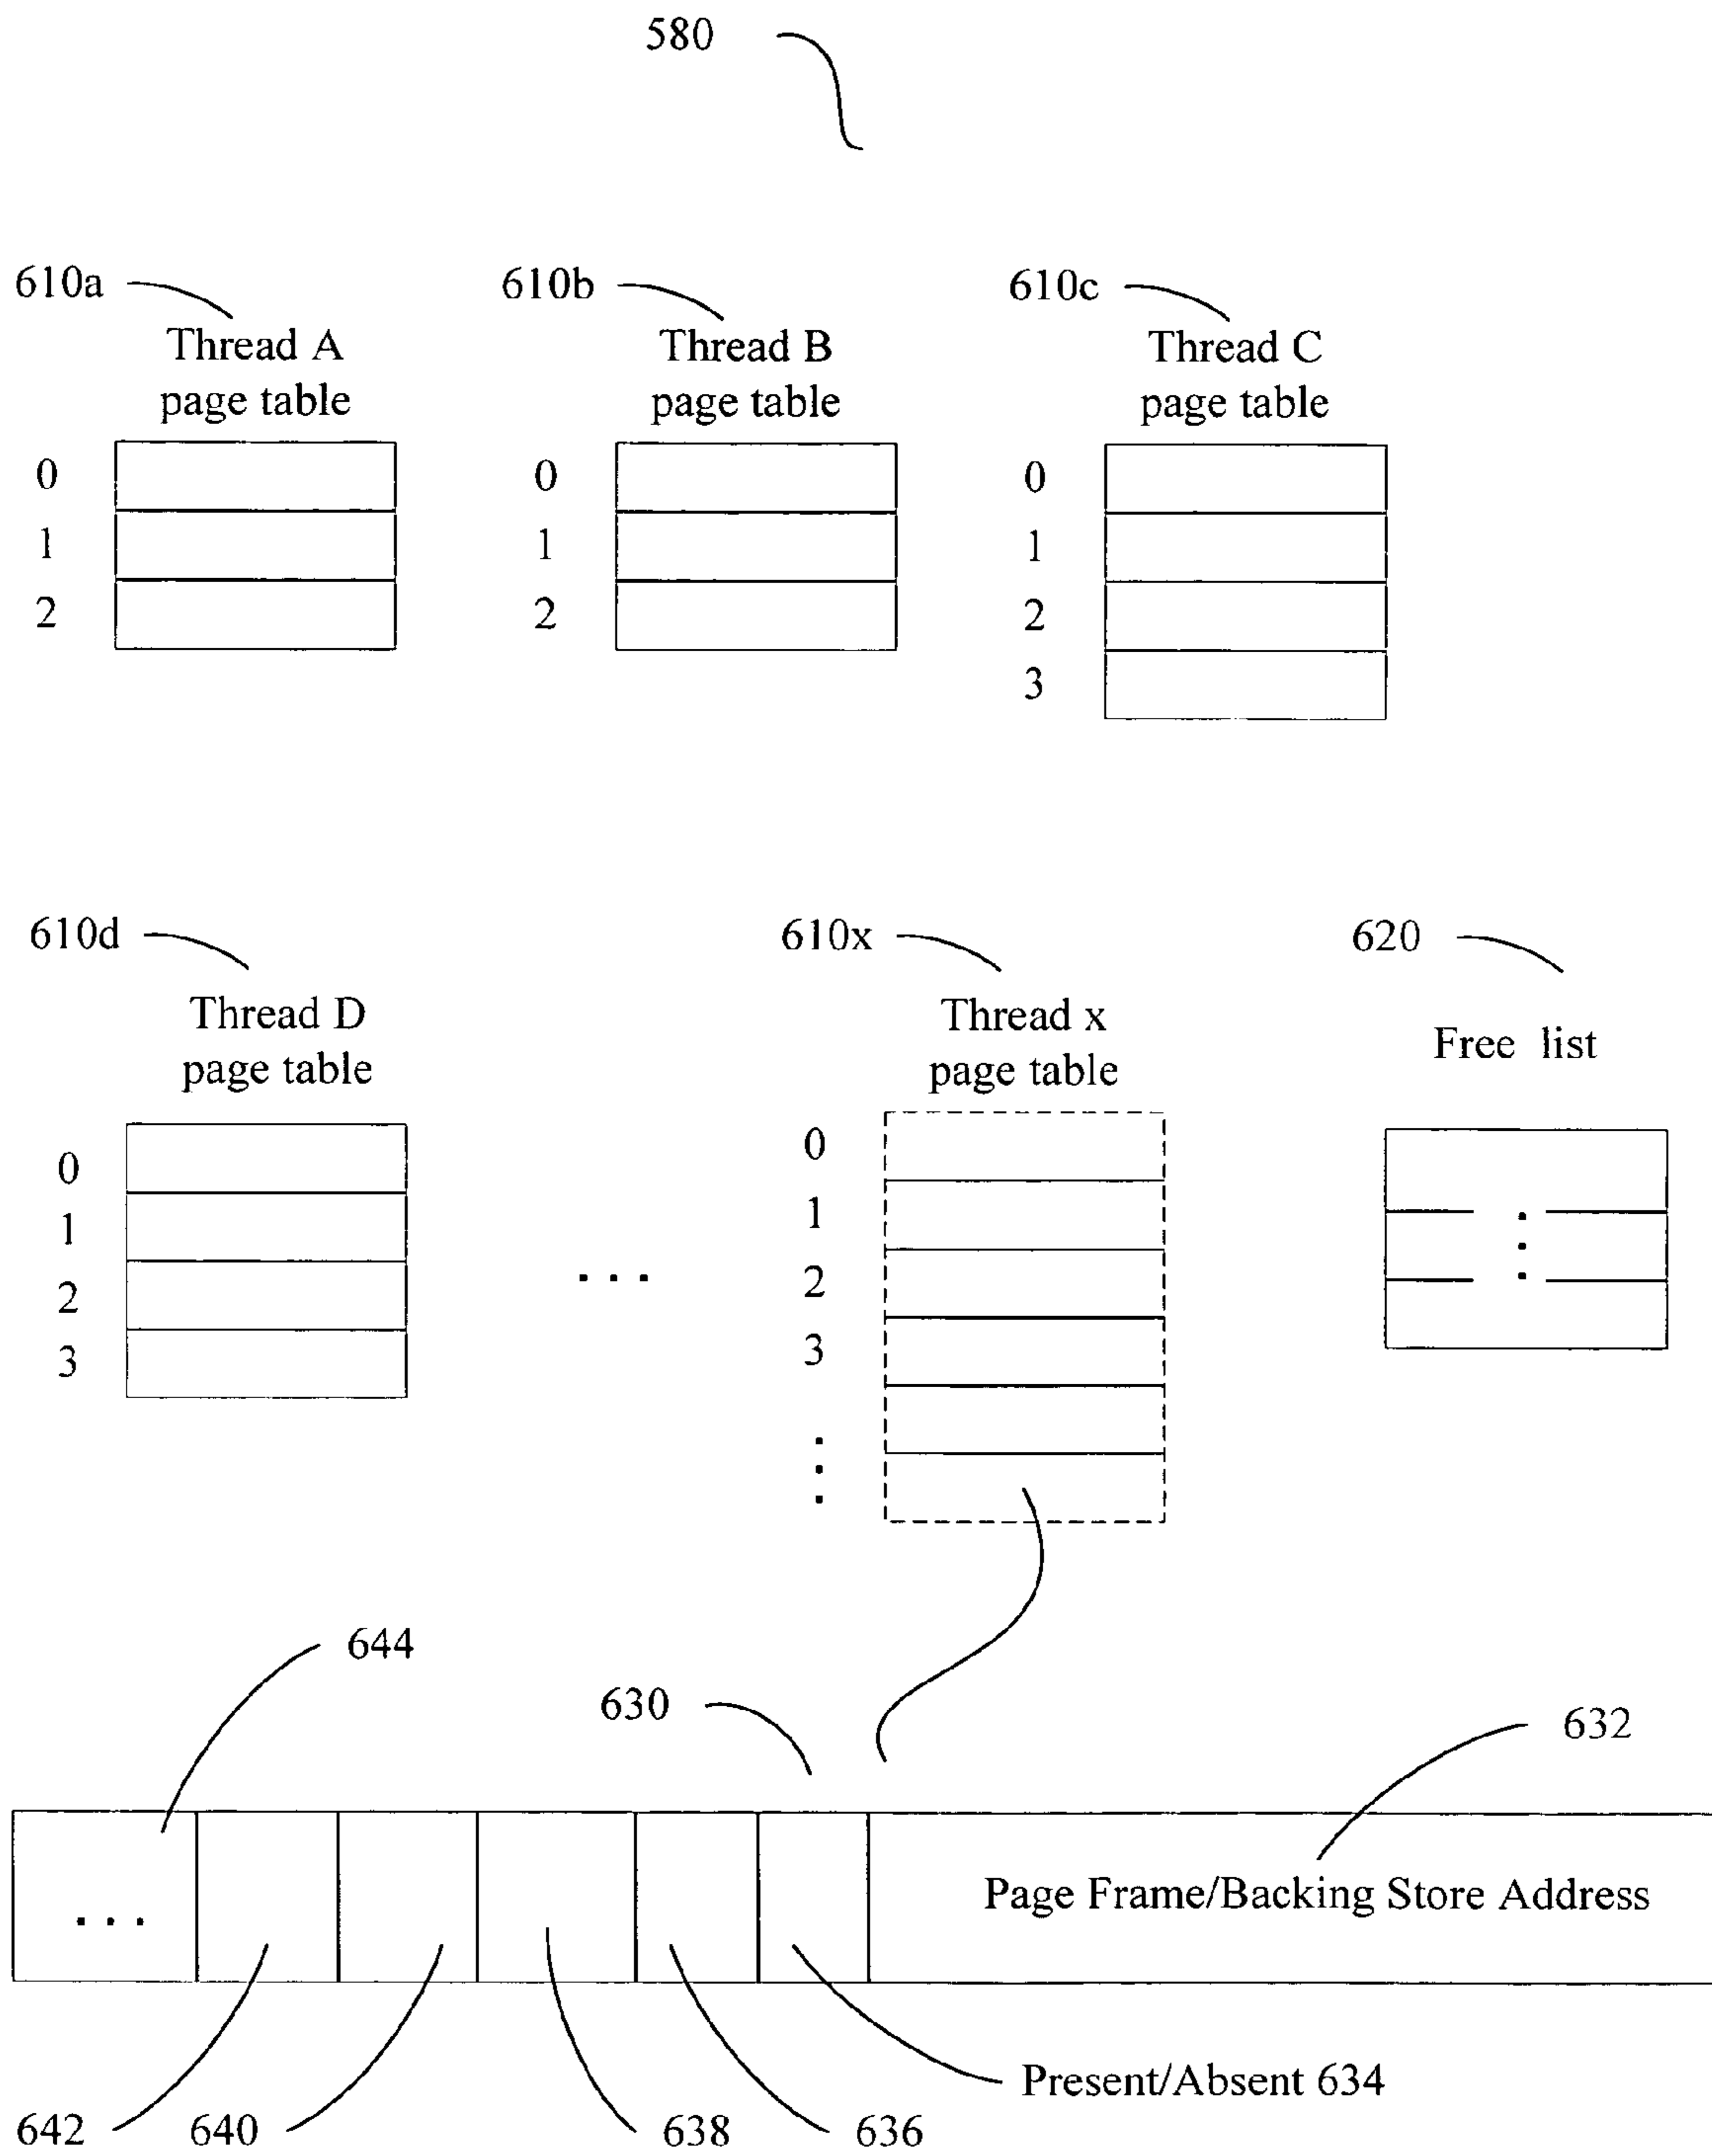 580
610a
610b
610c
Thread A
page table
Thread B
page table
Thread C
page table
0
1
2
0
1
2
0
1
2
3
610d
610x
620
Thread D
page table
Thread x
page table
Free list
0
1
2
3
...
0
1
2
3
...
...
644
630
632
...
Page Frame/Backing Store Address
Present/Absent 634
642
640
638
636